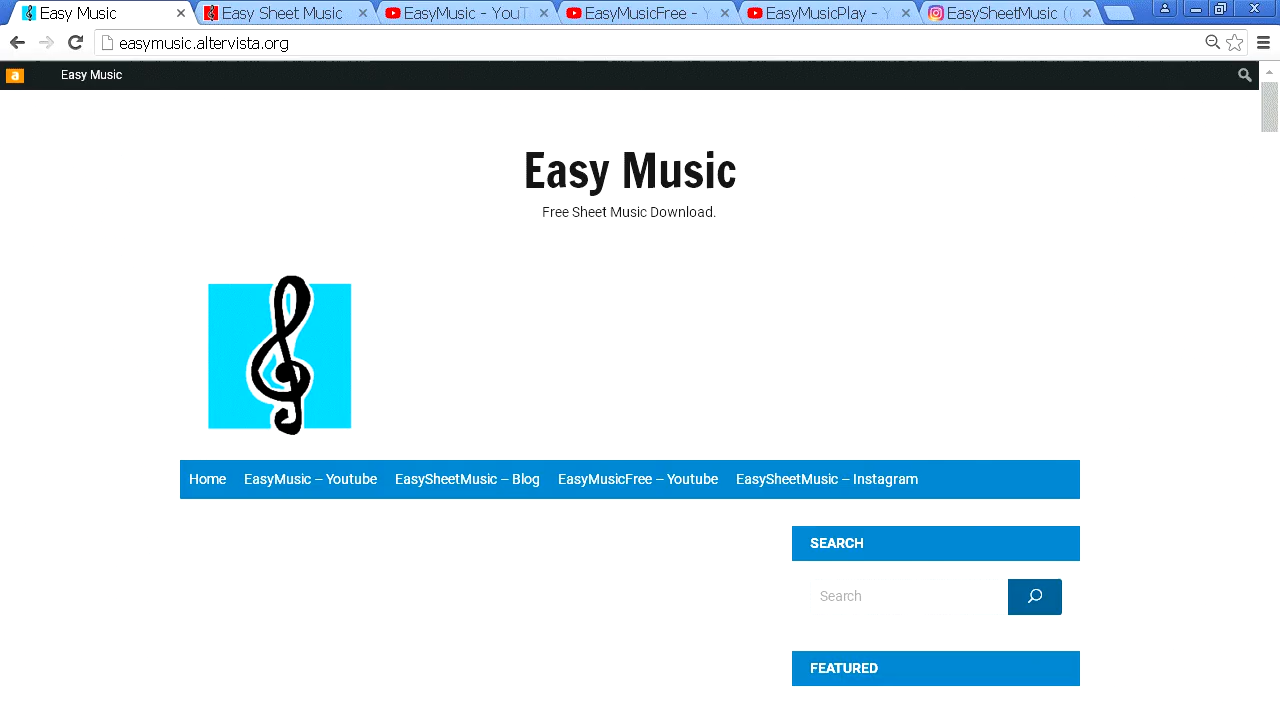 Easy Music
Easy Sheet Music
EasyMusic - YouT
EasyMusicFree - Y
EasyMusicPlay - Y
EasySheetMusic (
easymusic.altervista.org
a
Easy Music
Easy Music
Free Sheet Music Download.
Home
EasyMusic – Youtube
EasySheetMusic – Blog
EasyMusicFree – Youtube
EasySheetMusic – Instagram
SEARCH
Search
FEATURED